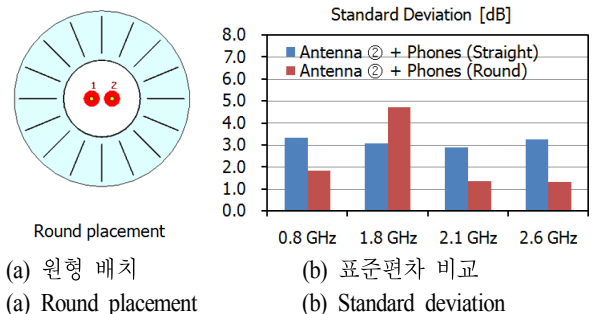 1 2
Round placement
Standard Deviation [dB]
8.0
7.0
6.0
5.0
4.0
3.0
2.0
1.0
0.0
Antenna ② + Phones (Straight)
Antenna ② + Phones (Round)
0.8 GHz 1.8 GHz 2.1 GHz 2.6 GHz
(a) 원형 배치 (b) 표준편차 비교
(a) Round placement (b) Standard deviation